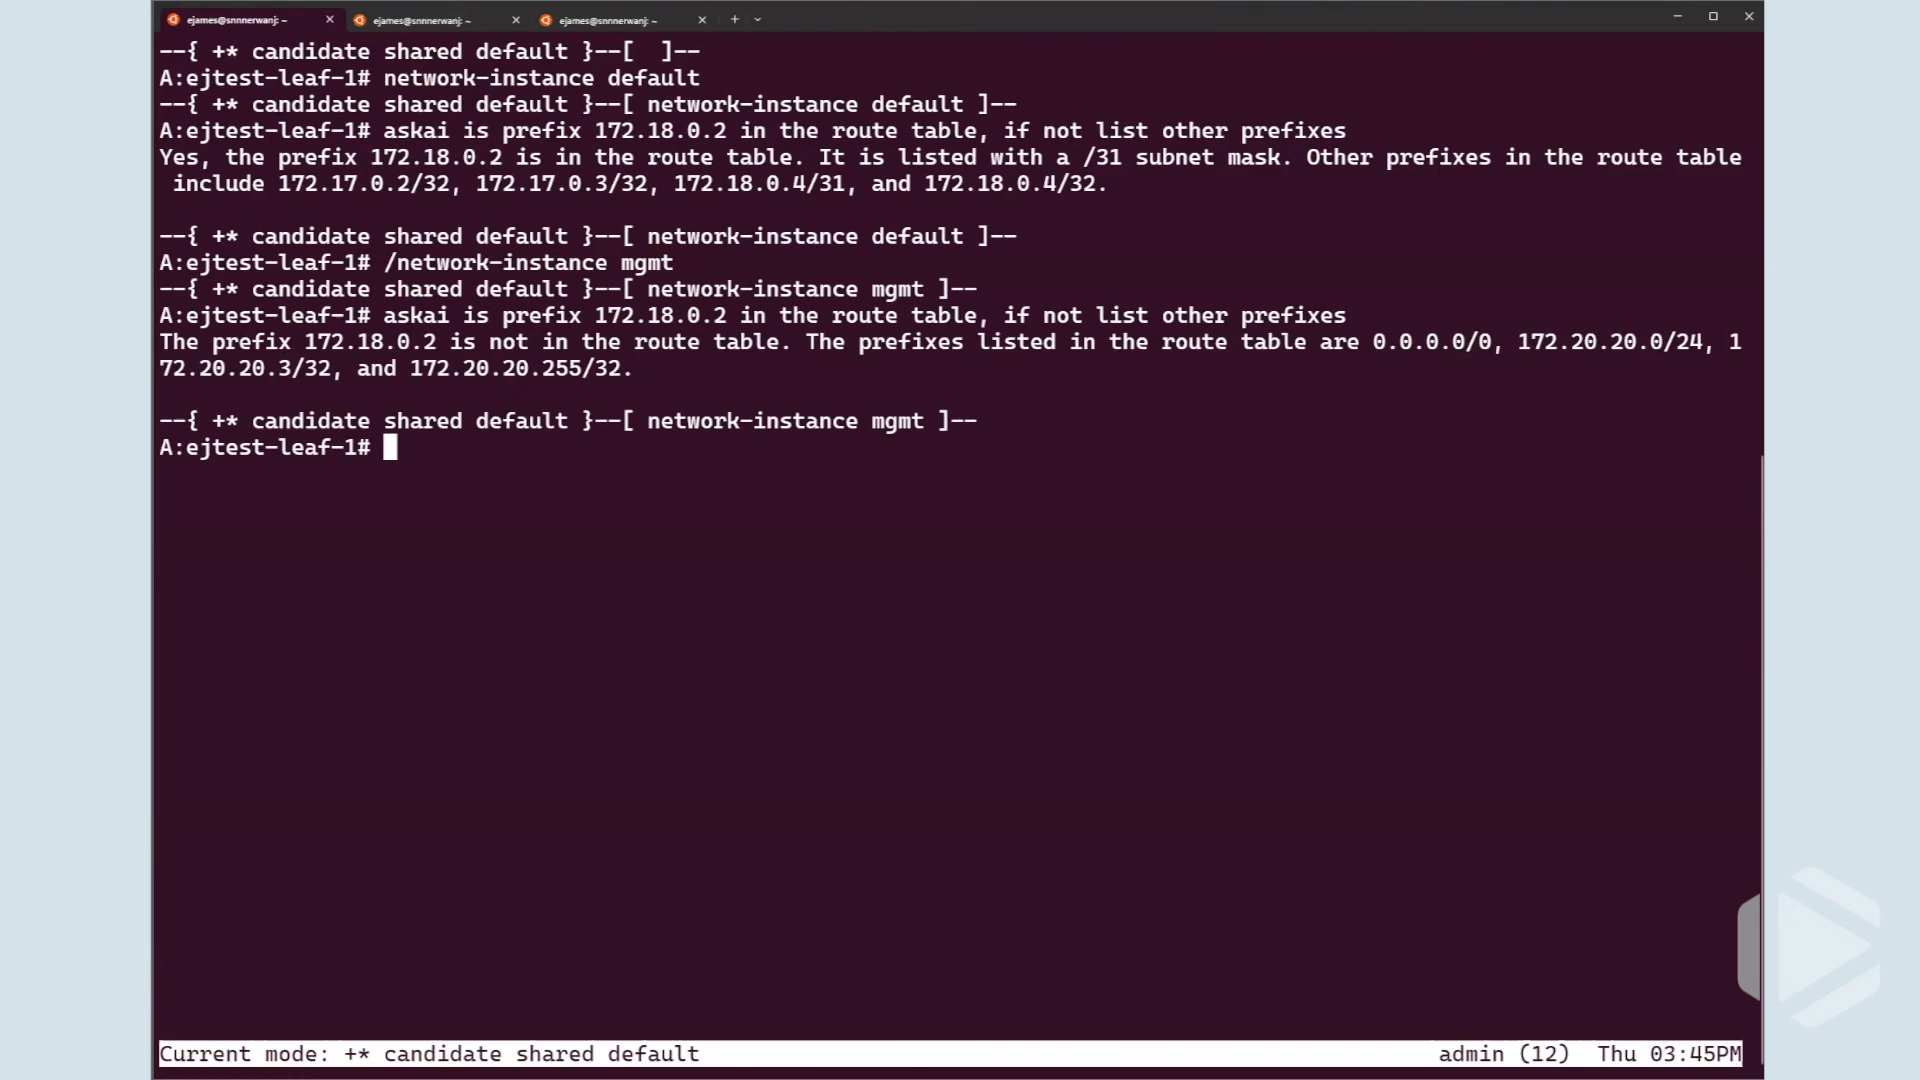 ejames@snnnerwanj: ~ ejames@snnnerwanj: ~ ejames@snnnerwanj: ~
--{ +* candidate shared default }--[  ]--
A:ejtest-leaf-1# network-instance default
--{ +* candidate shared default }--[ network-instance default ]--
A:ejtest-leaf-1# askai is prefix 172.18.0.2 in the route table, if not list other prefixes
Yes, the prefix 172.18.0.2 is in the route table. It is listed with a /31 subnet mask. Other prefixes in the route table
 include 172.17.0.2/32, 172.17.0.3/32, 172.18.0.4/31, and 172.18.0.4/32.
--{ +* candidate shared default }--[ network-instance default ]--
A:ejtest-leaf-1# /network-instance mgmt
--{ +* candidate shared default }--[ network-instance mgmt ]--
A:ejtest-leaf-1# askai is prefix 172.18.0.2 in the route table, if not list other prefixes
The prefix 172.18.0.2 is not in the route table. The prefixes listed in the route table are 0.0.0.0/0, 172.20.20.0/24, 1
72.20.20.3/32, and 172.20.20.255/32.
--{ +* candidate shared default }--[ network-instance mgmt ]--
A:ejtest-leaf-1#
Current mode: +* candidate shared default admin (12) Thu 03:45PM